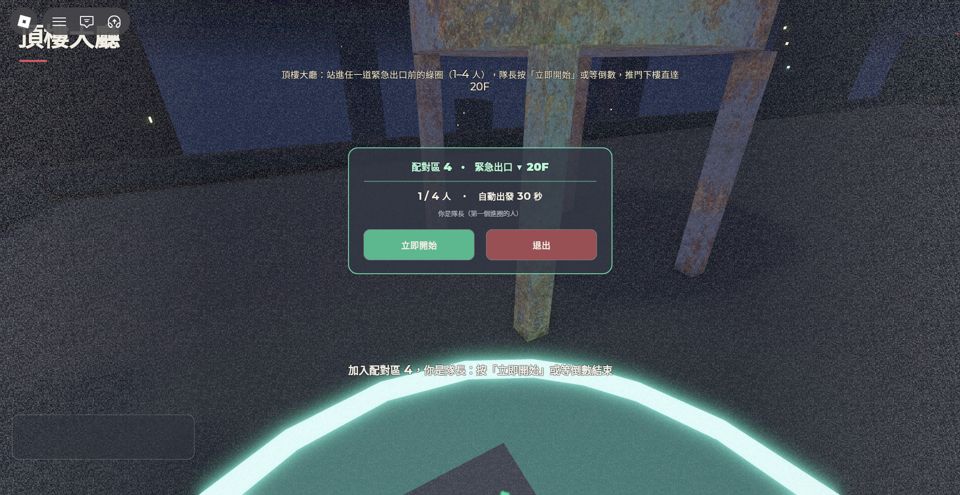 頂樓大廳
頂樓大廳：站進任一道緊急出口前的綠圈（1–4 人），隊長按「立即開始」或等倒數，推門下樓直達
20F
配對區 4 · 緊急出口 ▼ 20F
1 / 4 人 · 自動出發 30 秒
你是隊長（第一個進圈的人）
立即開始
退出
加入配對區 4，你是隊長：按「立即開始」或等倒數結束